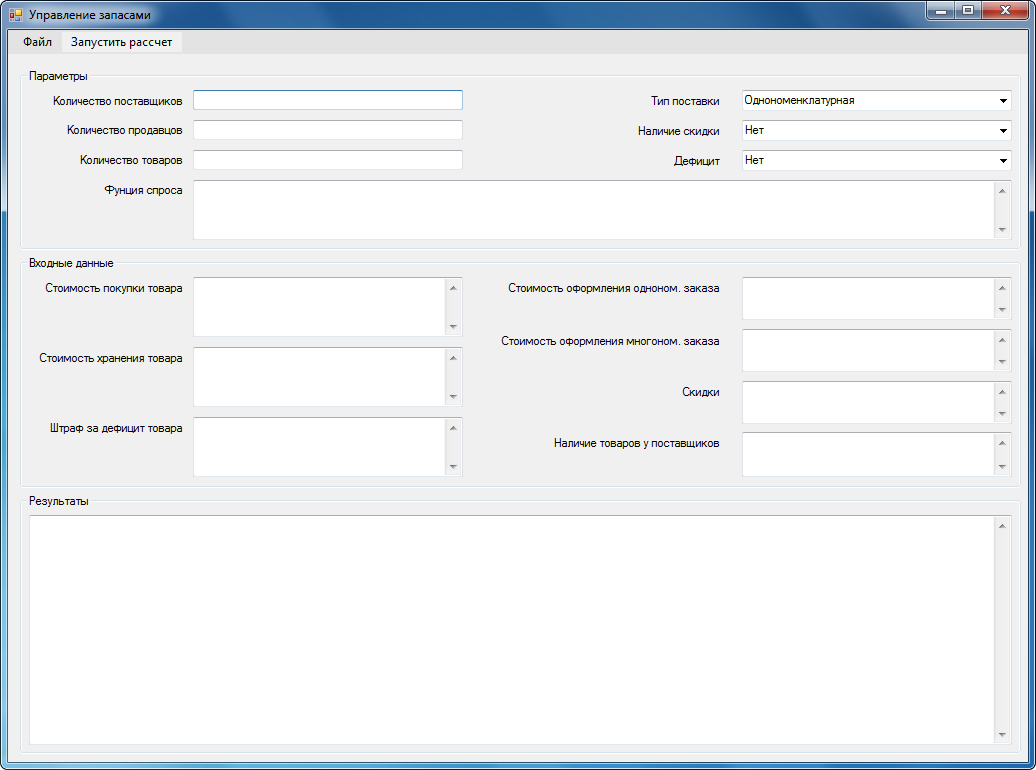 Управление запасами
Файл Запустить рассчет
Параметры
Количество поставщиков
Тип поставки Однономенклатурная
Количество продавцов
Наличие скидки Нет
Количество товаров
Дефицит Нет
Фунция спроса
Входные данные
Стоимость покупки товара
Стоимость оформления одноном. заказа
Стоимость оформления многоном. заказа
Стоимость хранения товара
Скидки
Штраф за дефицит товара
Наличие товаров у поставщиков
Результаты